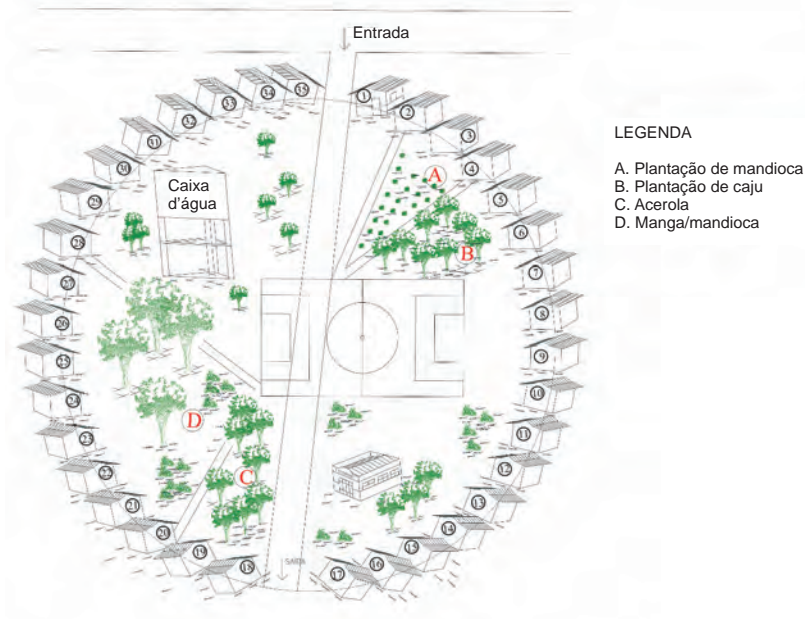 Entrada
1
2
3
4
5
6
7
8
9
10
11
12
13
14
15
16
17
18
19
20
21
22
23
24
25
26
27
28
29
30
31
32
33
34
35
Caixa
d’água
A
B
C
D
SAÍDA
LEGENDA
A. Plantação de mandioca
B. Plantação de caju
C. Acerola
D. Manga/mandioca